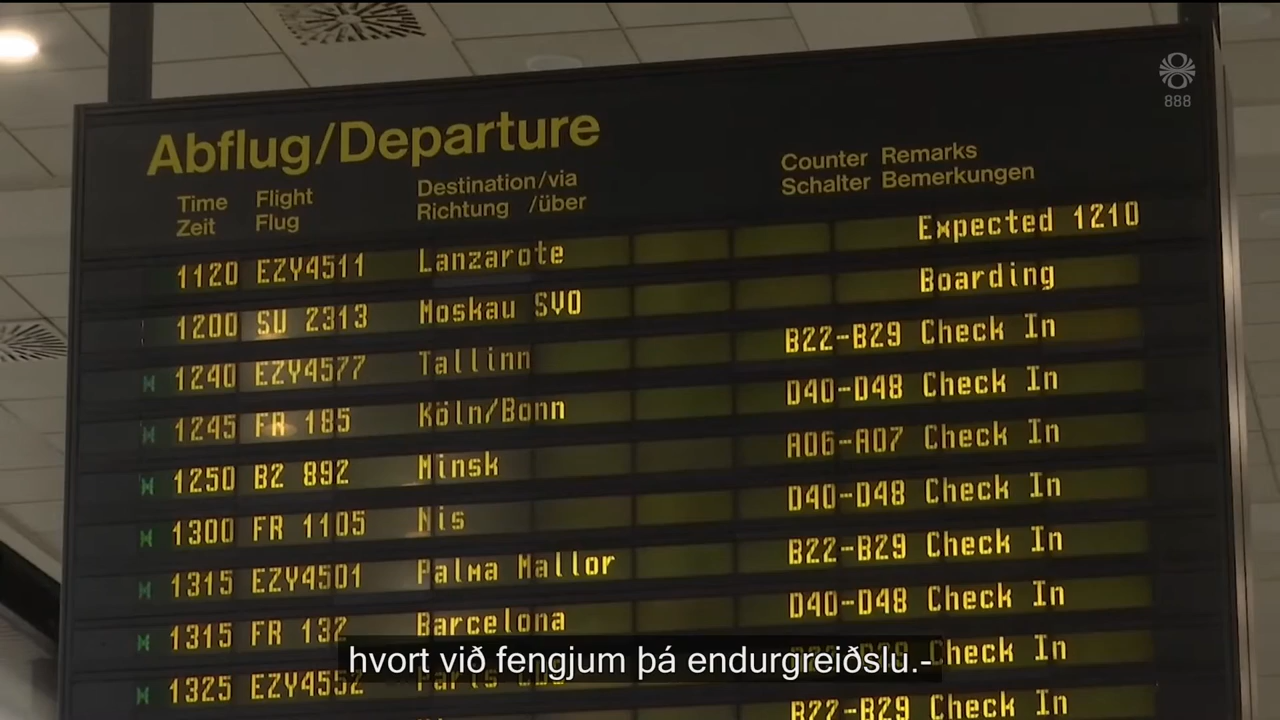 888
Abflug/Departure
Time Flight Destination/via Counter Remarks
Zeit Flug Richtung /über Schalter Bemerkungen
1120 EZY4511 Lanzarote Expected 1210
1200 SU 2313 Moskau SVO Boarding
1240 EZY4577 Tallinn B22-B29 Check In
1245 FR 185 Köln/Bonn D40-D48 Check In
1250 B2 892 Minsk A06-A07 Check In
1300 FR 1105 Nis D40-D48 Check In
1315 EZY4501 Palma Mallor B22-B29 Check In
1315 FR 132 Barcelona D40-D48 Check In
1325 EZY4552 Check In
B22-B29 Check In
hvort við fengjum þá endurgreiðslu.-